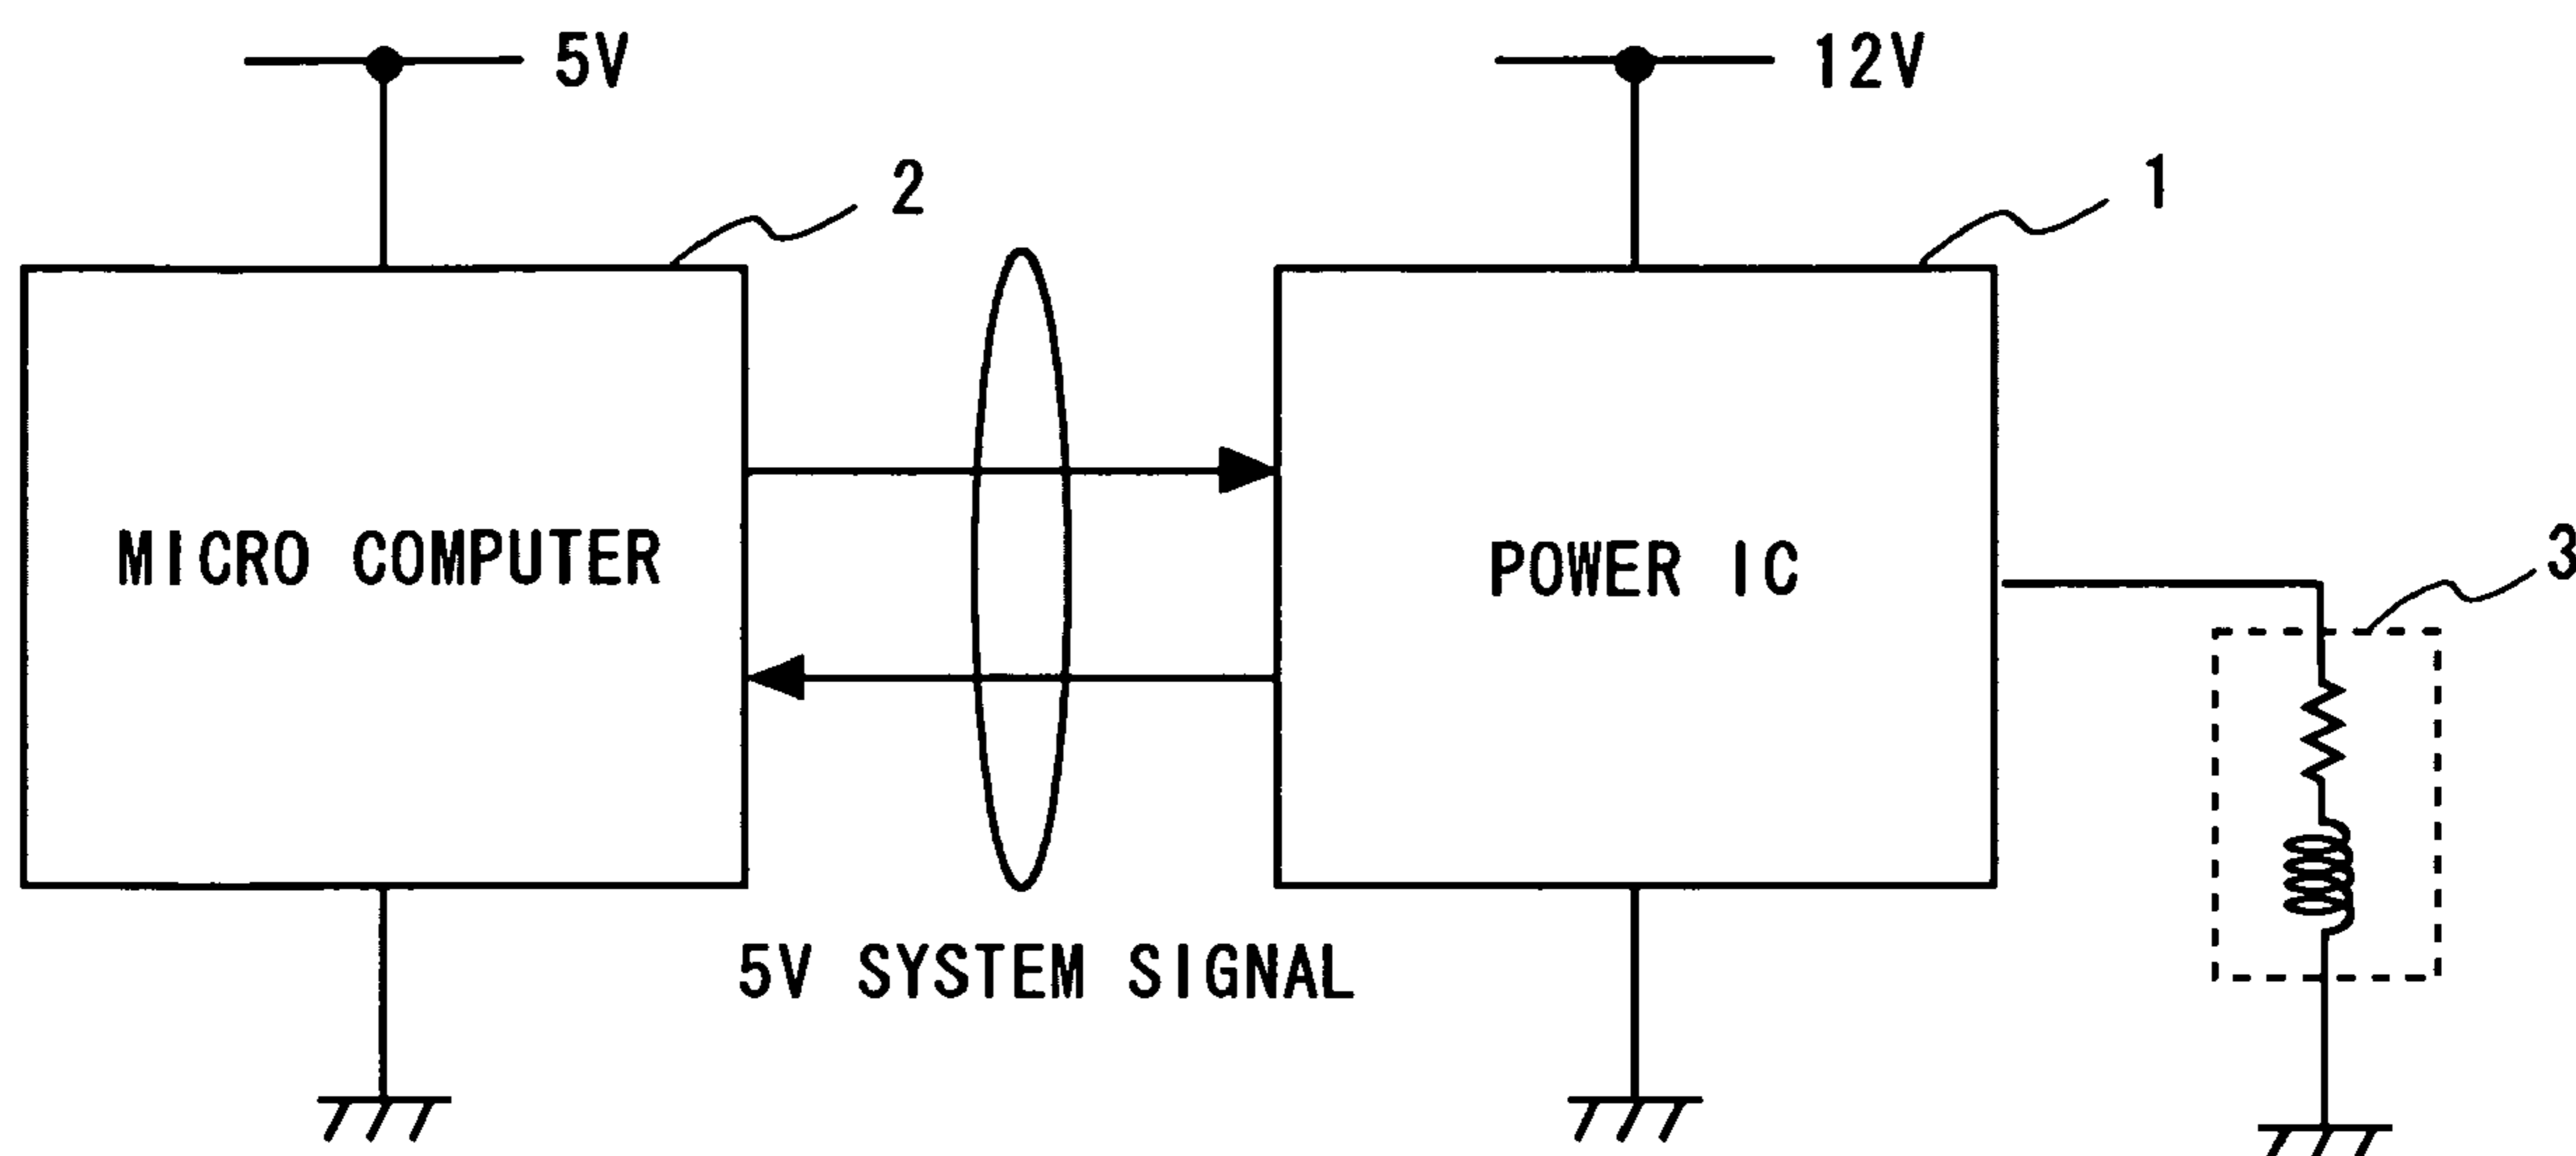 5V
12V
2
1
MICRO COMPUTER
POWER IC
3
5V SYSTEM SIGNAL